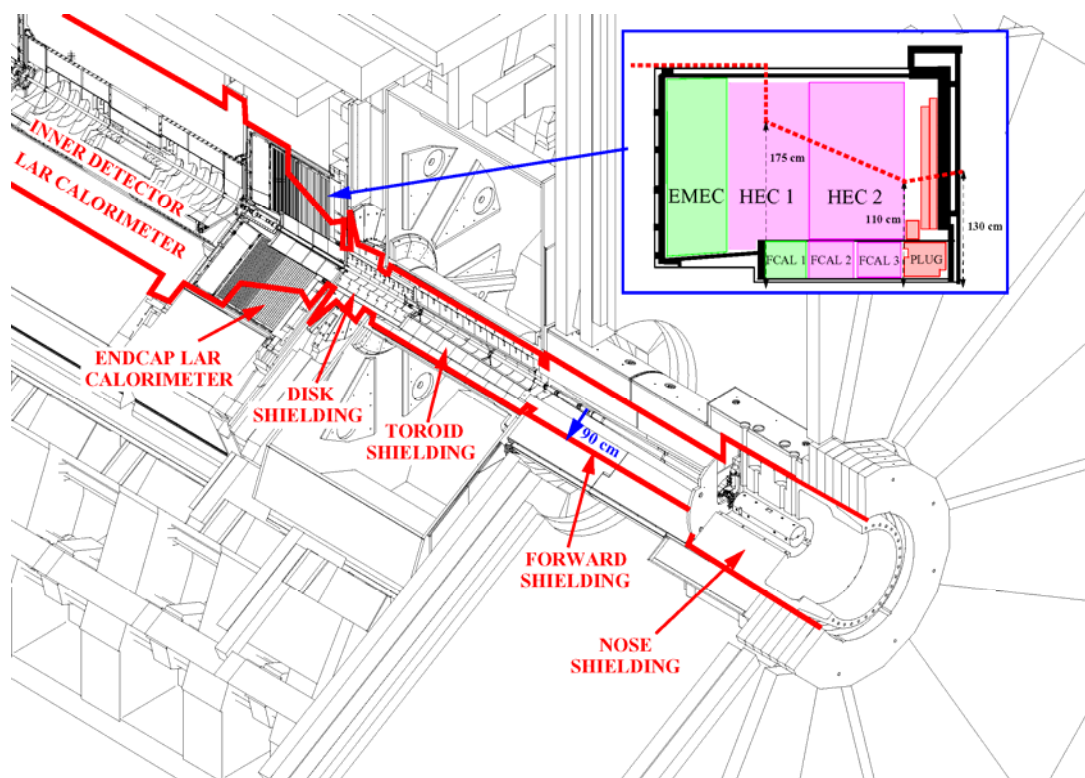 INNER DETECTOR
LAR CALORIMETER
ENDCAP LAR
CALORIMETER
DISK
SHIELDING
TOROID
SHIELDING
90 cm
FORWARD
SHIELDING
NOSE
SHIELDING
175 cm
EMEC
HEC 1
HEC 2
110 cm
130 cm
FCAL 1
FCAL 2
FCAL 3
PLUG